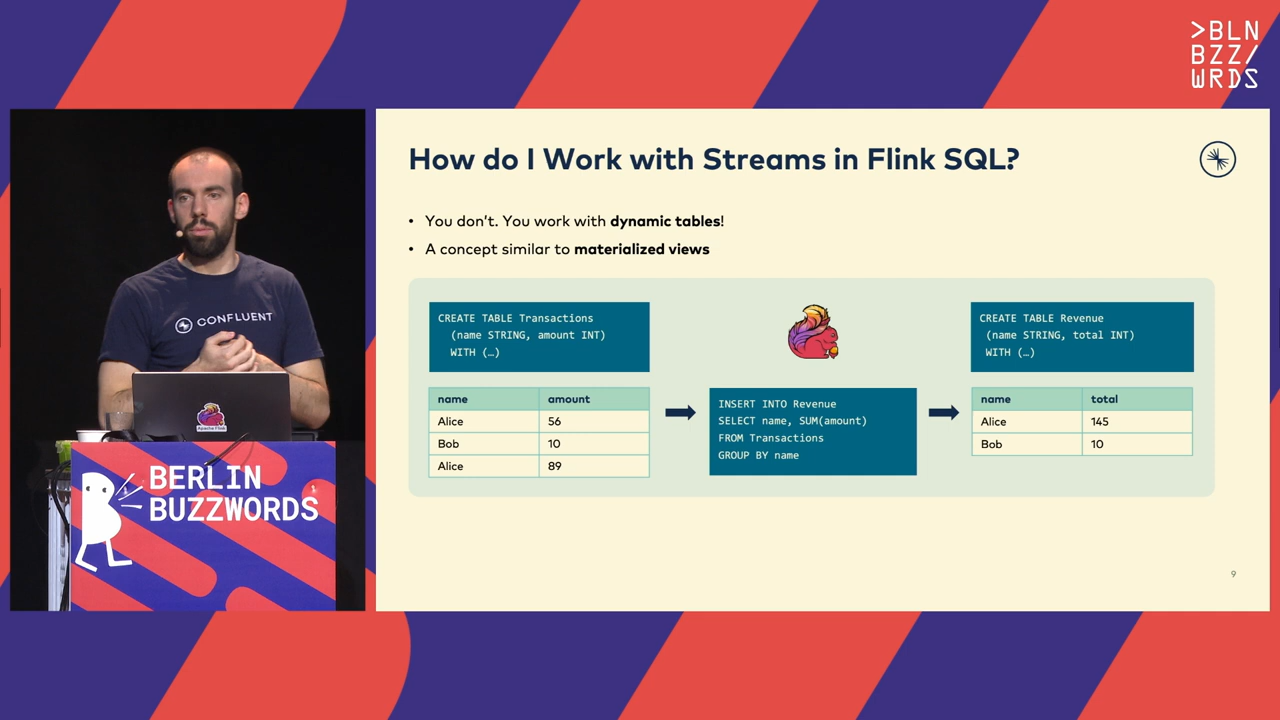 >BLN
BZZ/
WRDS
How do I Work with Streams in Flink SQL?
• You don't. You work with dynamic tables!
• A concept similar to materialized views
CREATE TABLE Transactions
(name STRING, amount INT)
WITH (…)
CREATE TABLE Revenue
(name STRING, total INT)
WITH (…)
name amount
Alice 56
Bob 10
Alice 89
INSERT INTO Revenue
SELECT name, SUM(amount)
FROM Transactions
GROUP BY name
name total
Alice 145
Bob 10
9
CONFLUENT
Apache Flink
BERLIN
BUZZWORDS